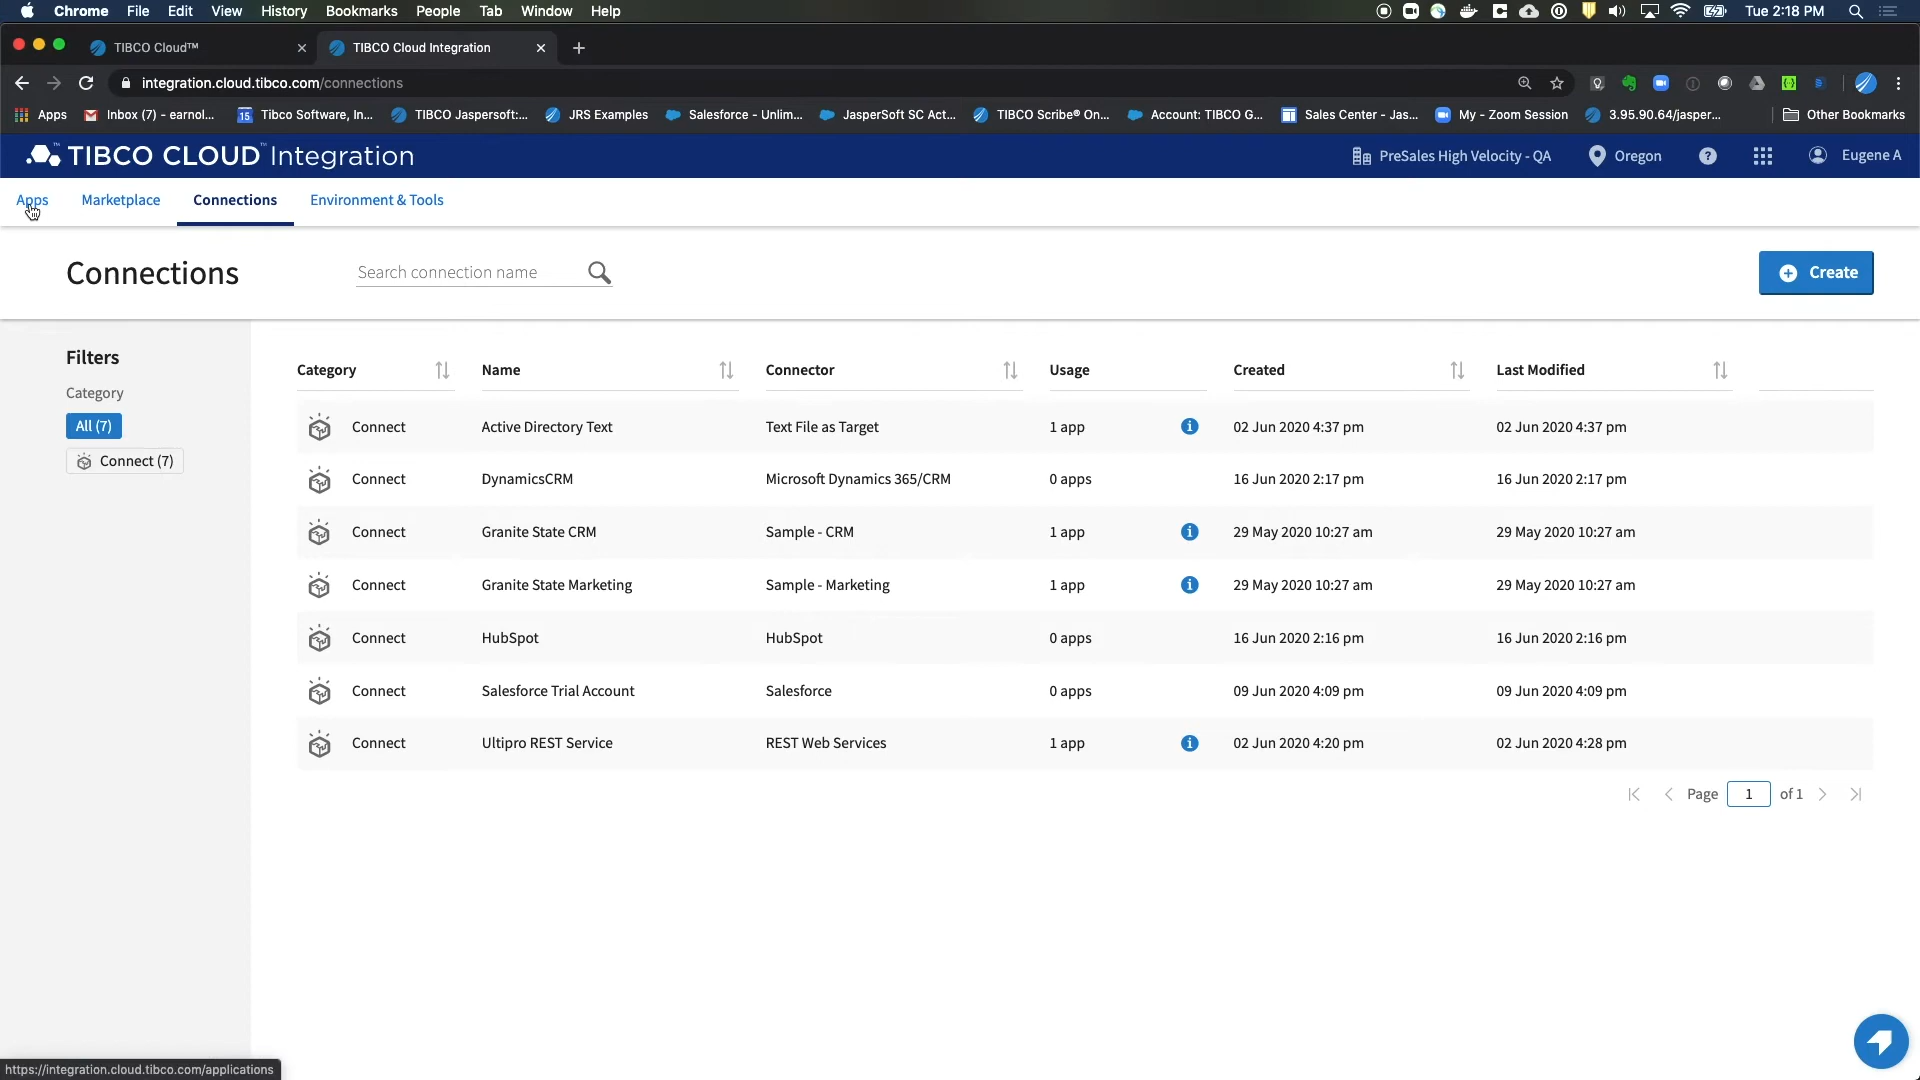 Chrome File Edit View History Bookmarks People Tab Window Help Tue 2:18 PM
TIBCO Cloud™ TIBCO Cloud Integration
integration.cloud.tibco.com/connections
Apps Inbox (7) - earnol... 15 Tibco Software, In... TIBCO Jaspersoft:... JRS Examples Salesforce - Unlim... JasperSoft SC Act... TIBCO Scribe® On... Account: TIBCO G... Sales Center - Jas... My - Zoom Session 3.95.90.64/jasper... Other Bookmarks
TIBCO CLOUD™ Integration PreSales High Velocity - QA Oregon ? Eugene A
Apps Marketplace Connections Environment & Tools
Connections Search connection name Create
Filters
Category
All (7)
Connect (7)
Category Name Connector Usage Created Last Modified
Connect Active Directory Text Text File as Target 1 app 02 Jun 2020 4:37 pm 02 Jun 2020 4:37 pm
Connect DynamicsCRM Microsoft Dynamics 365/CRM 0 apps 16 Jun 2020 2:17 pm 16 Jun 2020 2:17 pm
Connect Granite State CRM Sample - CRM 1 app 29 May 2020 10:27 am 29 May 2020 10:27 am
Connect Granite State Marketing Sample - Marketing 1 app 29 May 2020 10:27 am 29 May 2020 10:27 am
Connect HubSpot HubSpot 0 apps 16 Jun 2020 2:16 pm 16 Jun 2020 2:16 pm
Connect Salesforce Trial Account Salesforce 0 apps 09 Jun 2020 4:09 pm 09 Jun 2020 4:09 pm
Connect Ultipro REST Service REST Web Services 1 app 02 Jun 2020 4:20 pm 02 Jun 2020 4:28 pm
Page 1 of 1
https://integration.cloud.tibco.com/applications